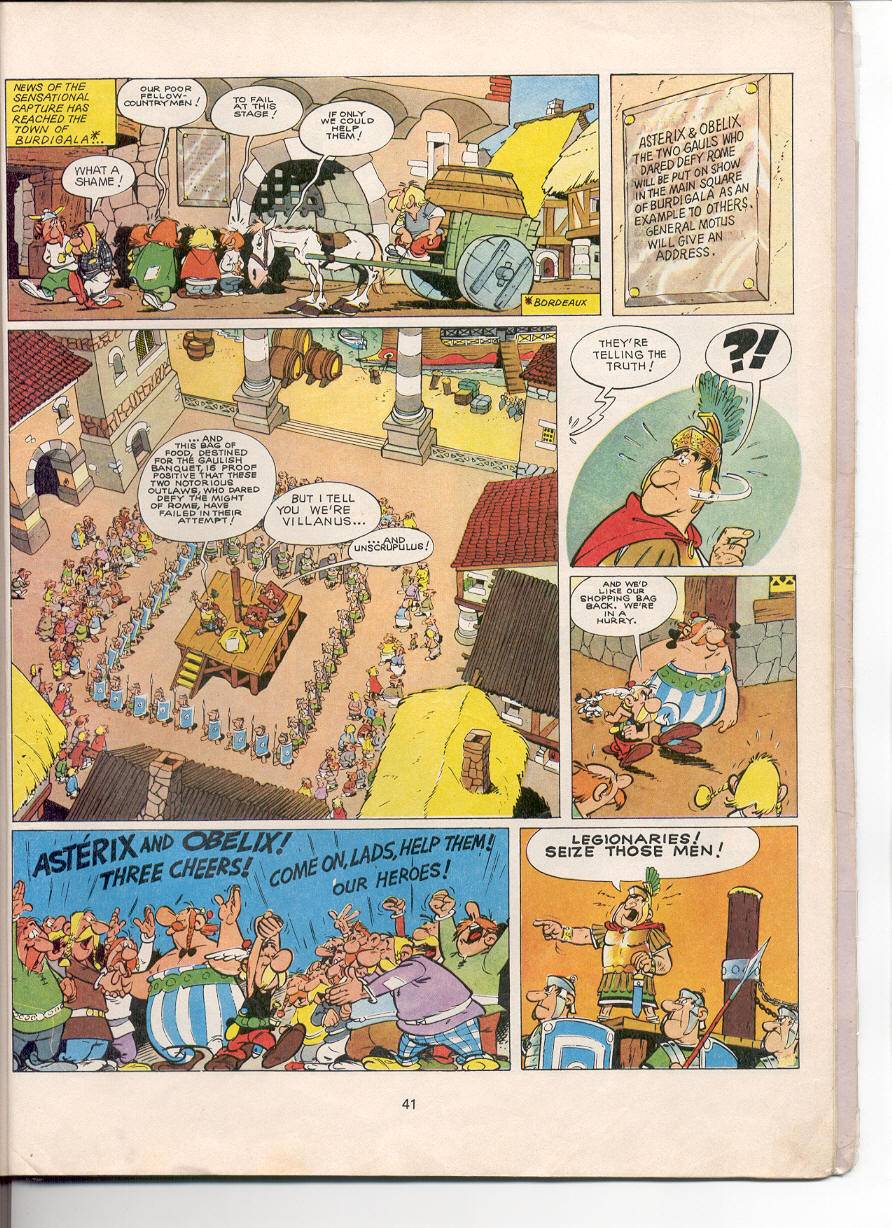 NEWS OF THE
SENSATIONAL
CAPTURE HAS
REACHED THE
TOWN OF
BURDIGALA*...
WHAT A
SHAME!
OUR POOR
FELLOW-
COUNTRYMEN!
TO FAIL
AT THIS
STAGE!
IF ONLY
WE COULD
HELP
THEM!
*BORDEAUX
ASTERIX & OBELIX
THE TWO GAULS WHO
DARED DEFY ROME
WILL BE PUT ON SHOW
IN THE MAIN SQUARE
OF BURDIGALA AS AN
EXAMPLE TO OTHERS.
GENERAL MOTUS
WILL GIVE AN
ADDRESS.
...AND
THIS BAG OF
FOOD, DESTINED
FOR THE GAULISH
BANQUET, IS PROOF
POSITIVE THAT THESE
TWO NOTORIOUS
OUTLAWS, WHO DARED
DEFY THE MIGHT
OF ROME, HAVE
FAILED IN THEIR
ATTEMPT!
BUT I TELL
YOU WE'RE
VILLANUS...
...AND
UNSCRUPULUS!
THEY'RE
TELLING THE
TRUTH!
?!
AND WE'D
LIKE OUR
SHOPPING BAG
BACK. WE'RE
IN A
HURRY.
ASTÉRIX AND OBELIX!
THREE CHEERS!
COME ON, LADS, HELP THEM!
OUR HEROES!
LEGIONARIES!
SEIZE THOSE MEN!
41